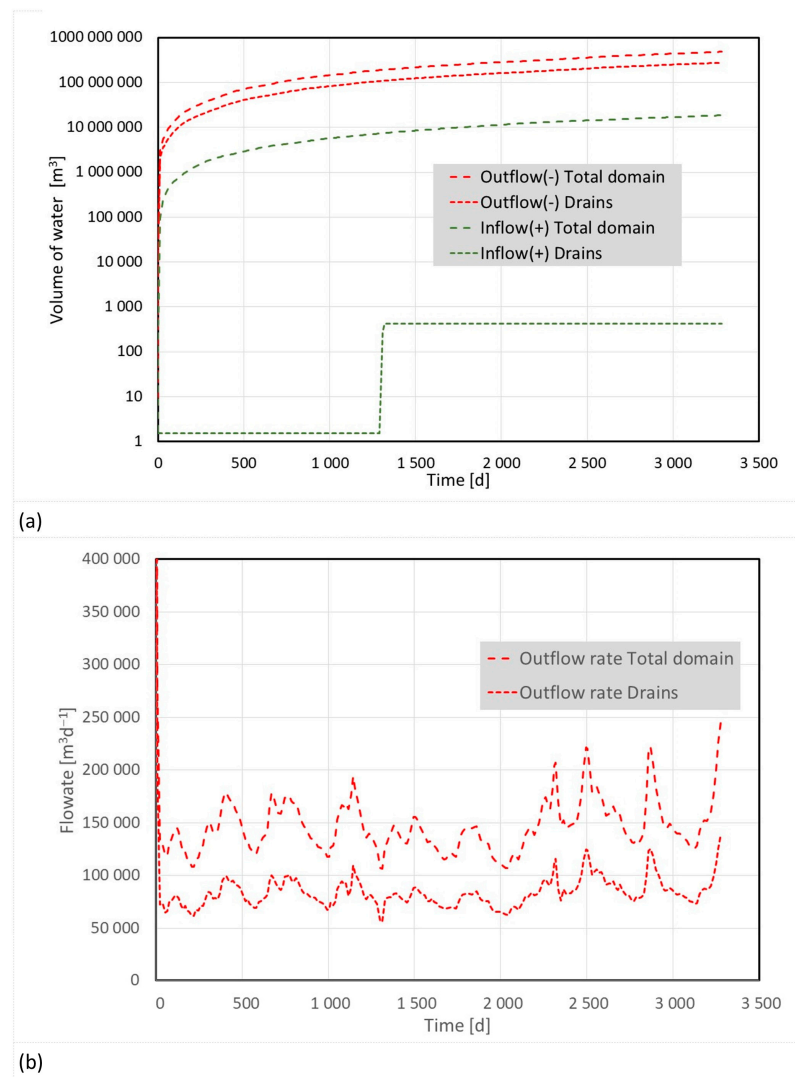 1000 000 000
100 000 000
10 000 000
1 000 000
100 000
10 000
1 000
100
10
1
Volume of water [m³]
Outflow(-) Total domain
Outflow(-) Drains
Inflow(+) Total domain
Inflow(+) Drains
0 500 1 000 1 500 2 000 2 500 3 000 3 500
Time [d]
(a)
400 000
350 000
300 000
250 000
200 000
150 000
100 000
50 000
0
Flowate [m³d⁻¹]
Outflow rate Total domain
Outflow rate Drains
0 500 1 000 1 500 2 000 2 500 3 000 3 500
Time [d]
(b)